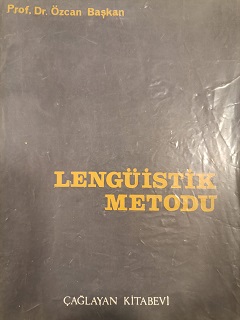 Prof. Dr. Özcan Başkan
LENGÜİSTİK
METODU
ÇAĞLAYAN KİTABEVİ